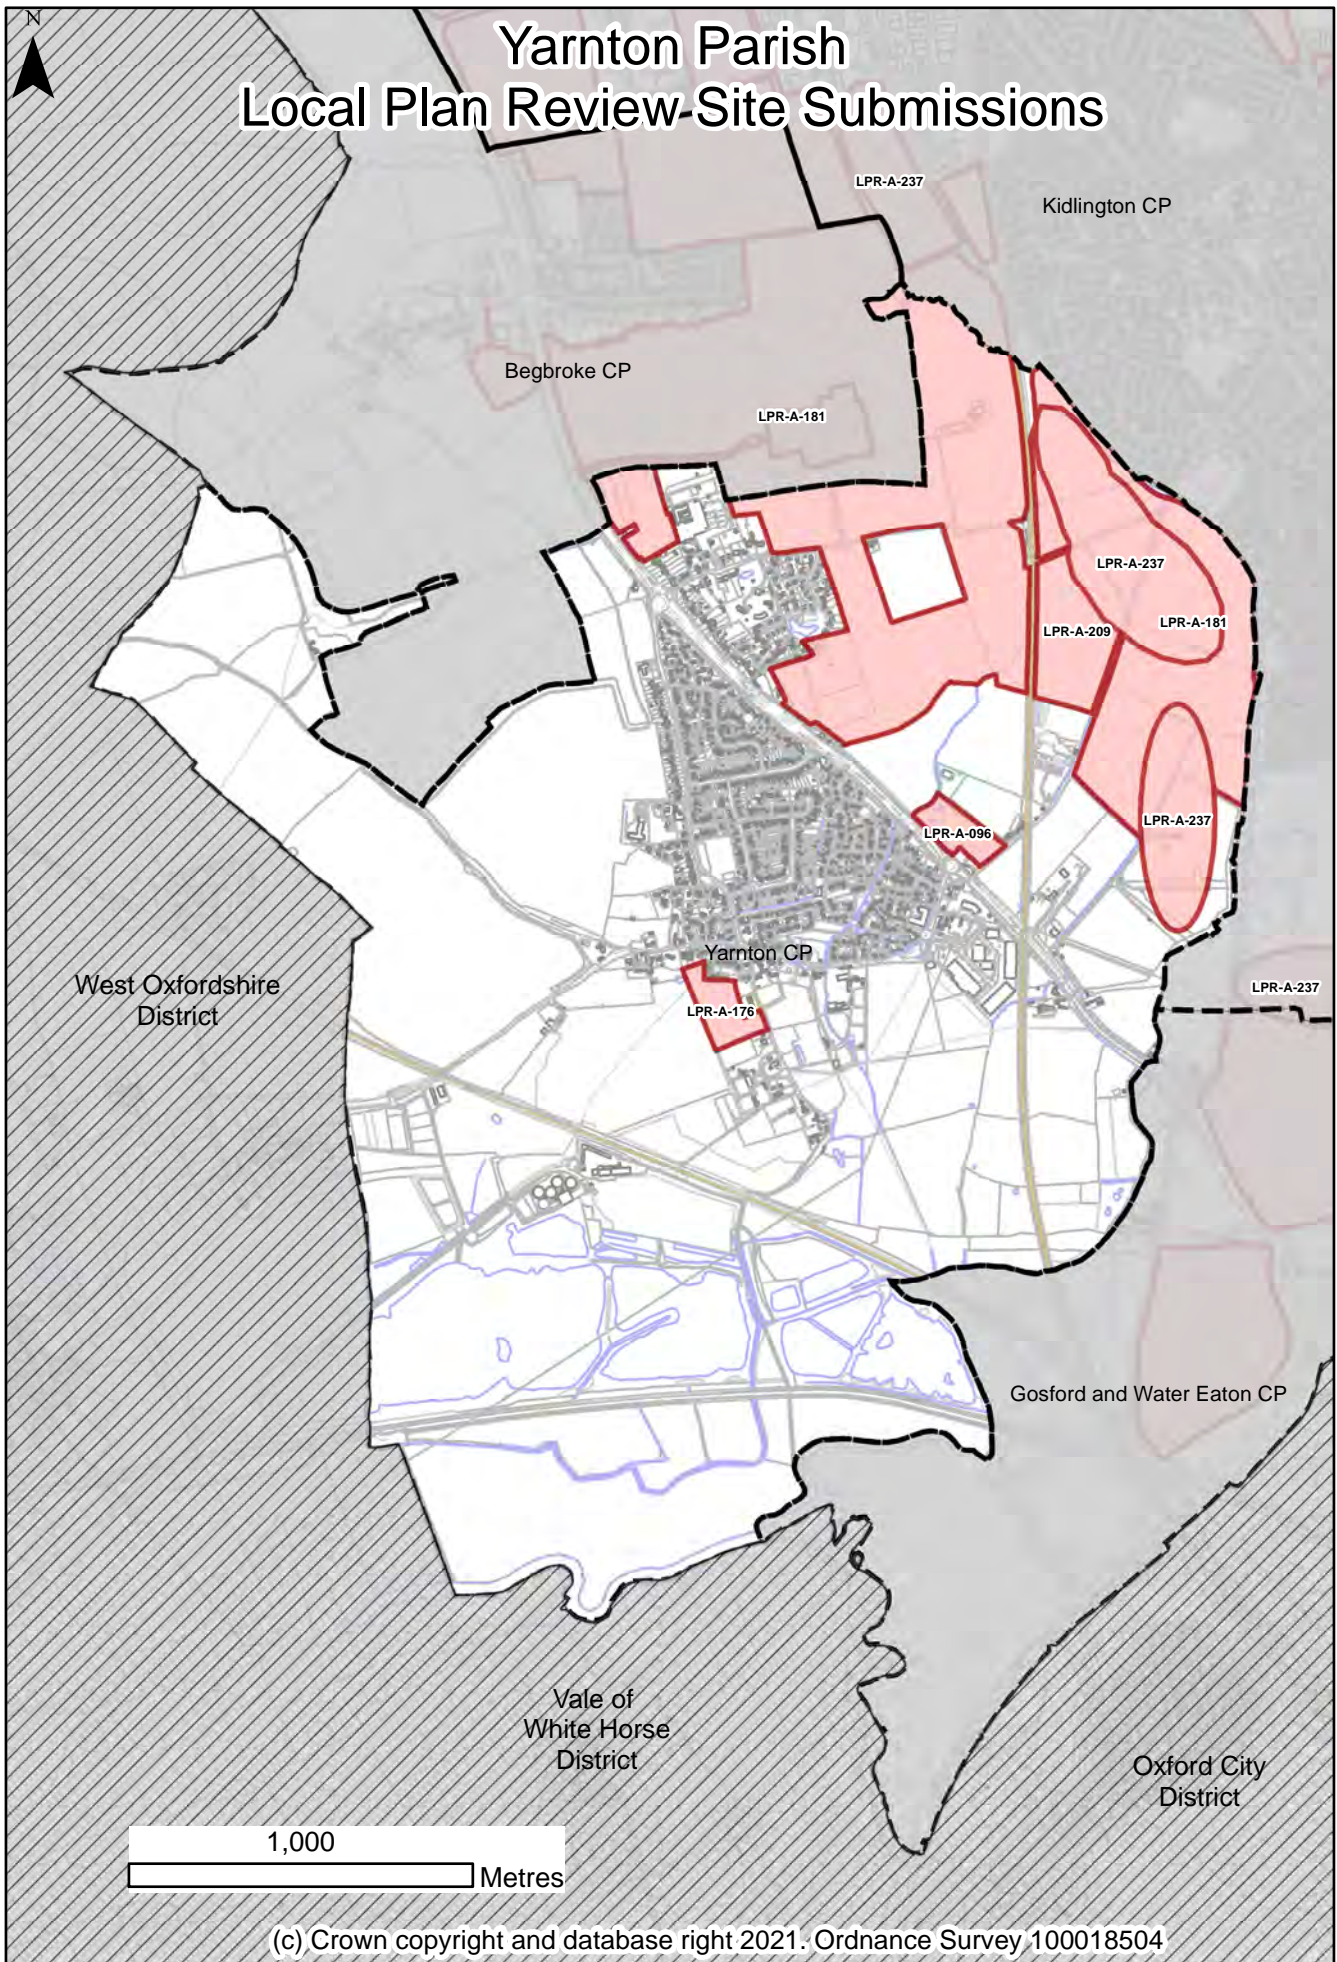 N
Yarnton Parish
Local Plan Review Site Submissions
LPR-A-237
Kidlington CP
Begbroke CP
LPR-A-181
LPR-A-237
LPR-A-181
LPR-A-209
LPR-A-237
LPR-A-096
Yarnton CP
West Oxfordshire
District
LPR-A-237
LPR-A-176
Gosford and Water Eaton CP
Vale of
White Horse
District
Oxford City
District
1,000
Metres
(c) Crown copyright and database right 2021. Ordnance Survey 100018504